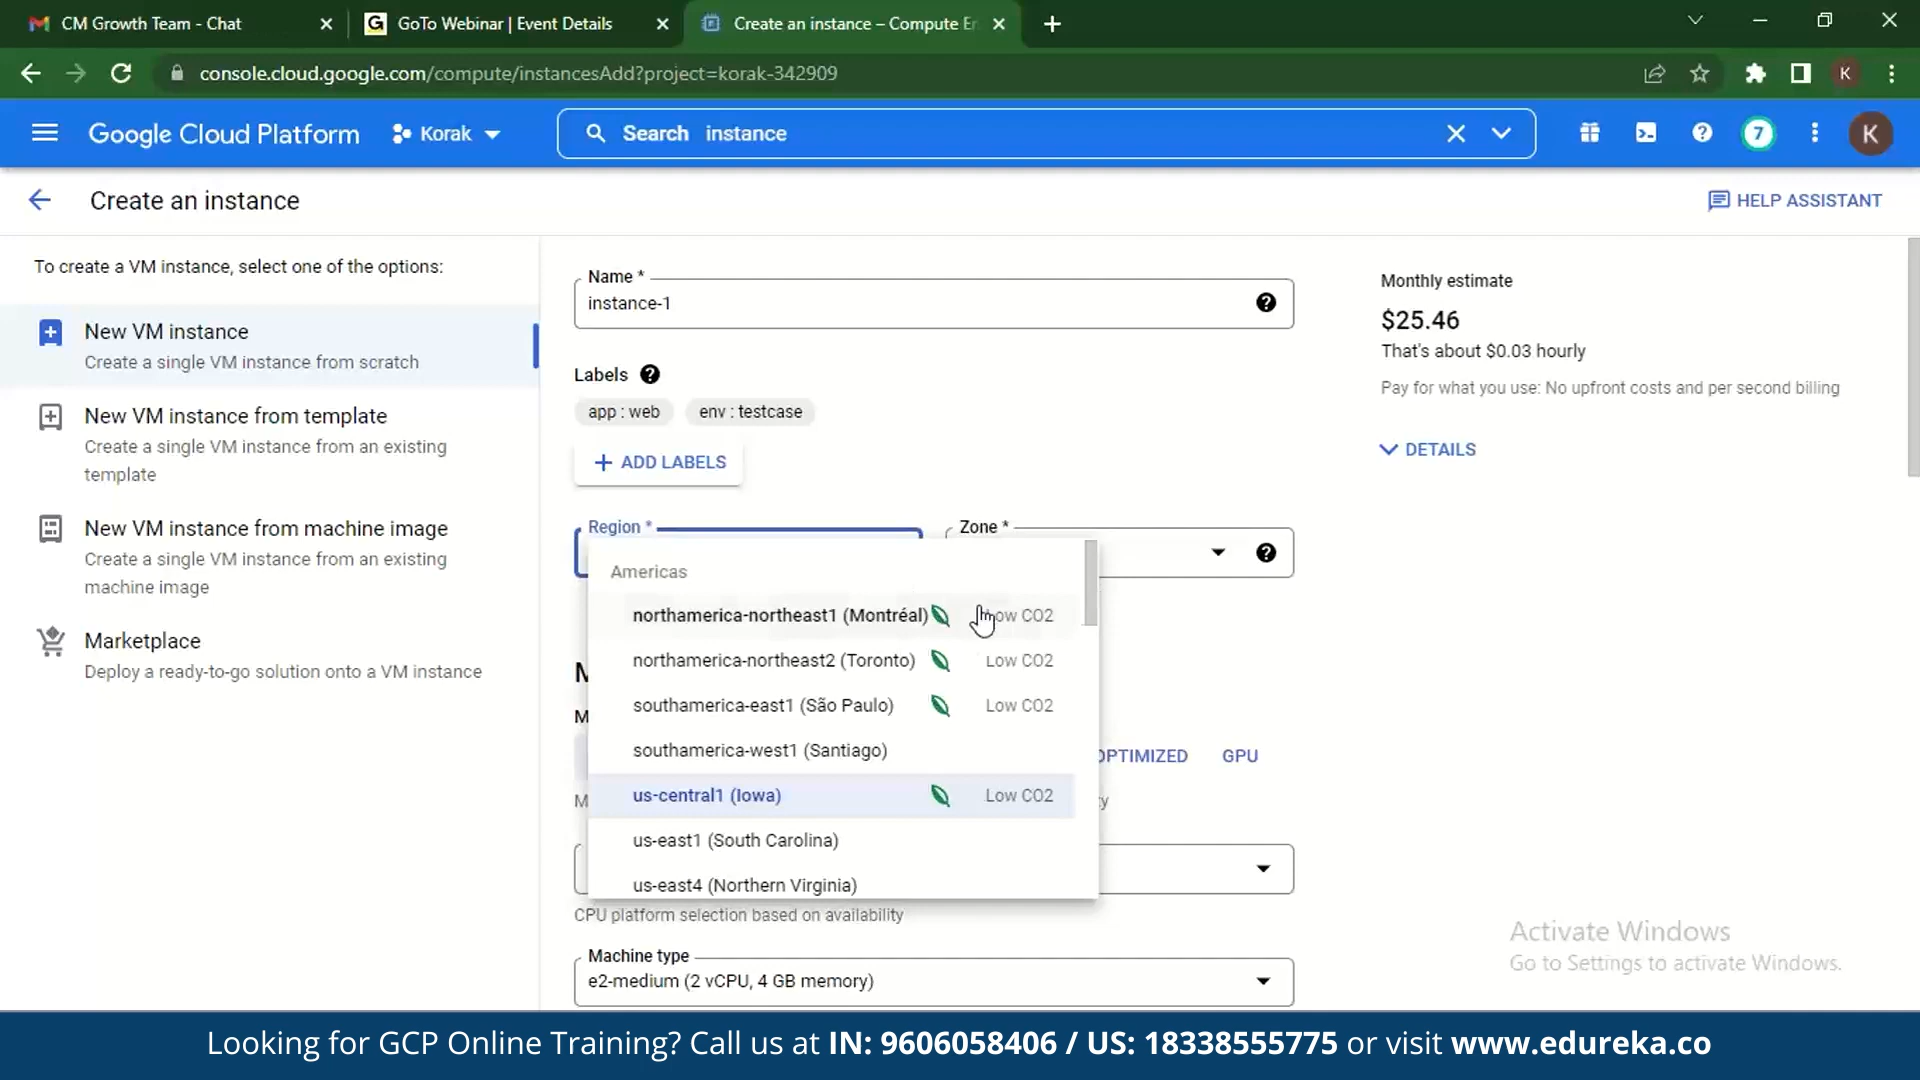 CM Growth Team - Chat
GoTo Webinar | Event Details
Create an instance – Compute En
console.cloud.google.com/compute/instancesAdd?project=korak-342909
K
Google Cloud Platform
Korak
Search instance
7
K
Create an instance
HELP ASSISTANT
To create a VM instance, select one of the options:
New VM instance
Create a single VM instance from scratch
New VM instance from template
Create a single VM instance from an existing
template
New VM instance from machine image
Create a single VM instance from an existing
machine image
Marketplace
Deploy a ready-to-go solution onto a VM instance
Name *
instance-1
Labels
app : web
env : testcase
ADD LABELS
Region *
Zone *
Americas
northamerica-northeast1 (Montréal)
Low CO2
northamerica-northeast2 (Toronto)
Low CO2
southamerica-east1 (São Paulo)
Low CO2
southamerica-west1 (Santiago)
us-central1 (Iowa)
Low CO2
us-east1 (South Carolina)
us-east4 (Northern Virginia)
OPTIMIZED
GPU
CPU platform selection based on availability
Machine type
e2-medium (2 vCPU, 4 GB memory)
Monthly estimate
$25.46
That's about $0.03 hourly
Pay for what you use: No upfront costs and per second billing
DETAILS
Activate Windows
Go to Settings to activate Windows.
Looking for GCP Online Training? Call us at IN: 9606058406 / US: 18338555775 or visit www.edureka.co